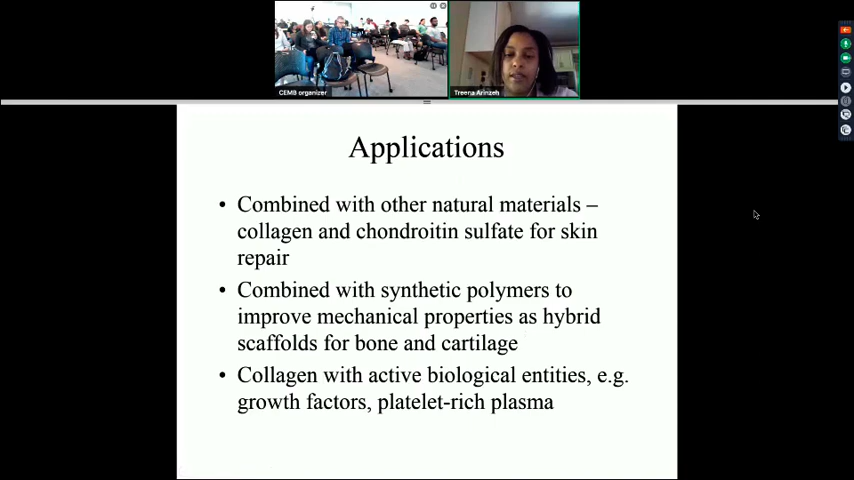 CEMB organizer
Treena Arinzeh
Applications
• Combined with other natural materials –
collagen and chondroitin sulfate for skin
repair
• Combined with synthetic polymers to
improve mechanical properties as hybrid
scaffolds for bone and cartilage
• Collagen with active biological entities, e.g.
growth factors, platelet-rich plasma